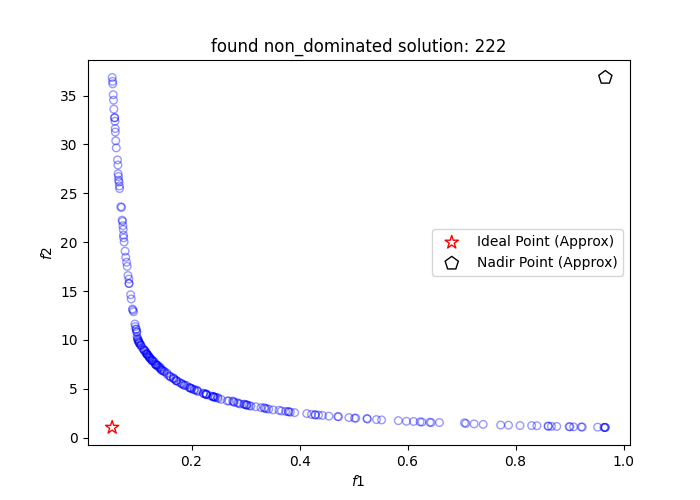 found non_dominated solution: 222
f2
35
30
25
20
15
10
5
0
Ideal Point (Approx)
Nadir Point (Approx)
0.2 0.4 0.6 0.8 1.0
f1